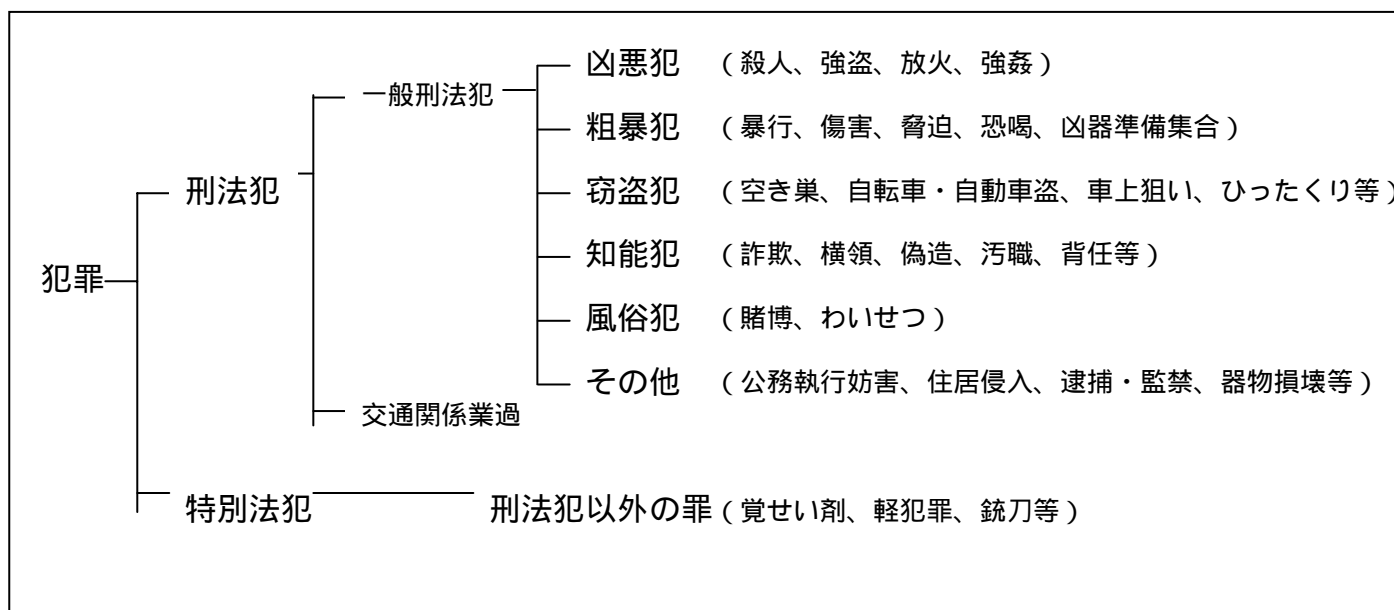 凶悪犯 （殺人、強盗、放火、強姦）
一般刑法犯
粗暴犯 （暴行、傷害、脅迫、恐喝、凶器準備集合）
刑法犯
窃盗犯 （空き巣、自転車・自動車盗、車上狙い、ひったくり等）
知能犯 （詐欺、横領、偽造、汚職、背任等）
犯罪
風俗犯 （賭博、わいせつ）
その他 （公務執行妨害、住居侵入、逮捕・監禁、器物損壊等）
交通関係業過
特別法犯 刑法犯以外の罪（覚せい剤、軽犯罪、銃刀等）